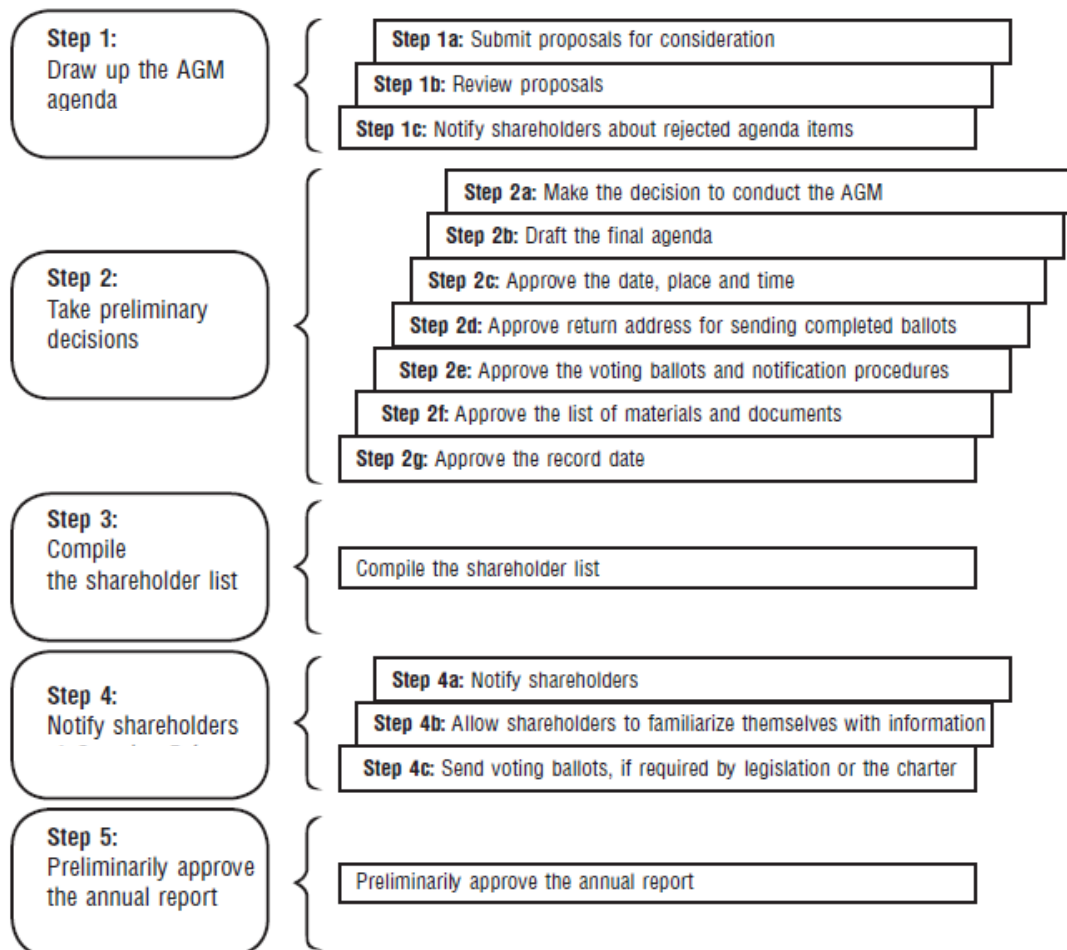 Step 1:
Draw up the AGM
agenda
Step 1a: Submit proposals for consideration
Step 1b: Review proposals
Step 1c: Notify shareholders about rejected agenda items
Step 2:
Take preliminary
decisions
Step 2a: Make the decision to conduct the AGM
Step 2b: Draft the final agenda
Step 2c: Approve the date, place and time
Step 2d: Approve return address for sending completed ballots
Step 2e: Approve the voting ballots and notification procedures
Step 2f: Approve the list of materials and documents
Step 2g: Approve the record date
Step 3:
Compile
the shareholder list
Compile the shareholder list
Step 4:
Notify shareholders
Step 4a: Notify shareholders
Step 4b: Allow shareholders to familiarize themselves with information
Step 4c: Send voting ballots, if required by legislation or the charter
Step 5:
Preliminarily approve
the annual report
Preliminarily approve the annual report